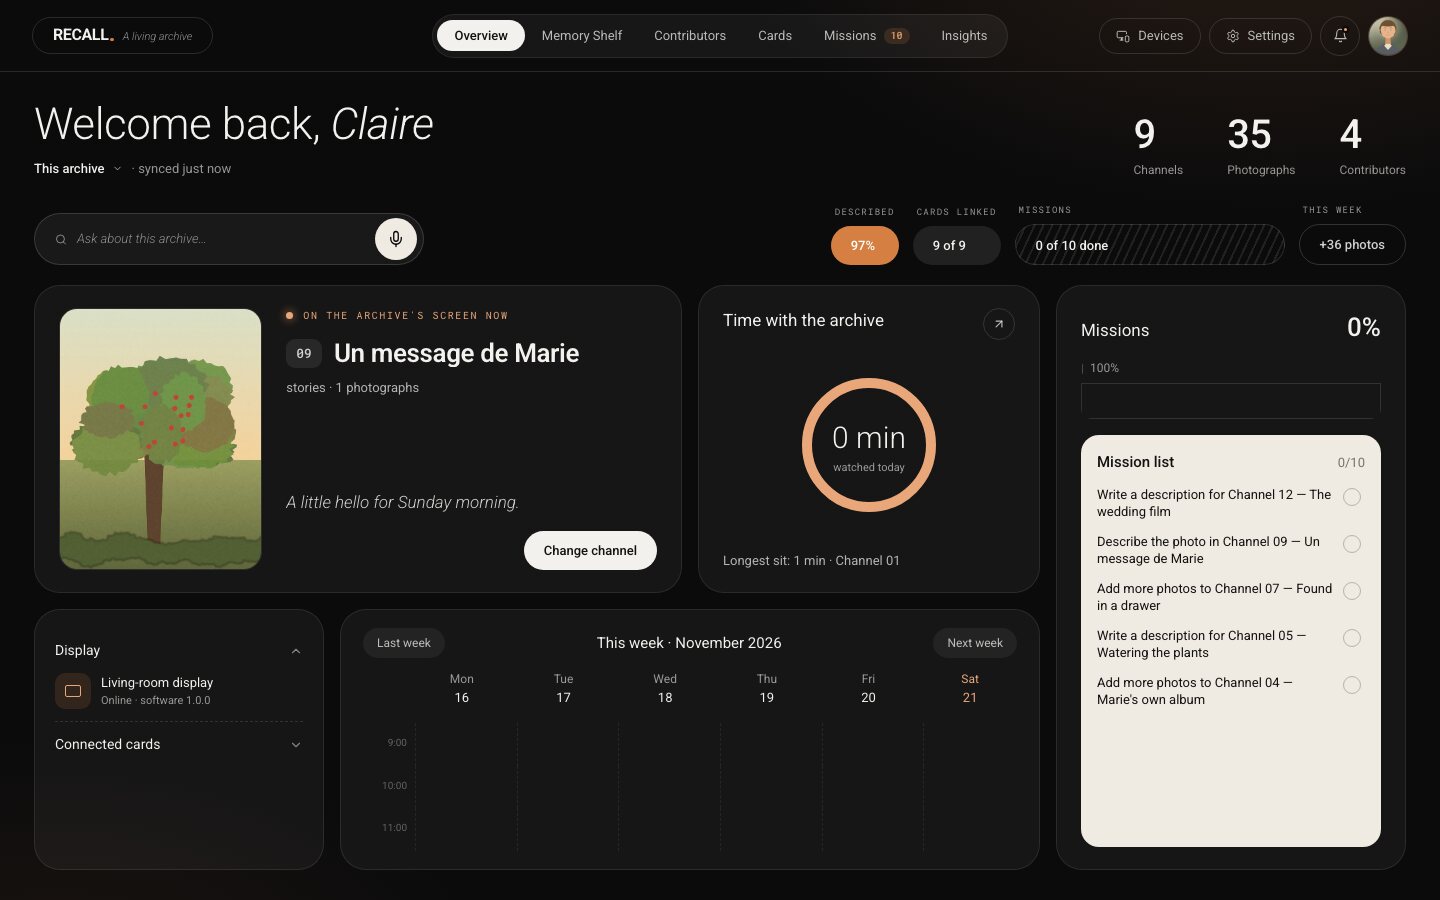 RECALL. A living archive
Overview
Memory Shelf
Contributors
Cards
Missions 10
Insights
Devices
Settings
Welcome back, Claire
This archive · synced just now
9
Channels
35
Photographs
4
Contributors
Ask about this archive...
DESCRIBED
97%
CARDS LINKED
9 of 9
MISSIONS
0 of 10 done
THIS WEEK
+36 photos
ON THE ARCHIVE'S SCREEN NOW
09 Un message de Marie
stories · 1 photographs
A little hello for Sunday morning.
Change channel
Time with the archive
0 min
watched today
Longest sit: 1 min · Channel 01
Missions 0%
100%
Mission list 0/10
Write a description for Channel 12 — The
wedding film
Describe the photo in Channel 09 — Un
message de Marie
Add more photos to Channel 07 — Found
in a drawer
Write a description for Channel 05 —
Watering the plants
Add more photos to Channel 04 —
Marie's own album
Display
Living-room display
Online · software 1.0.0
Connected cards
Last week
This week · November 2026
Next week
Mon Tue Wed Thu Fri Sat
16 17 18 19 20 21
9:00
10:00
11:00